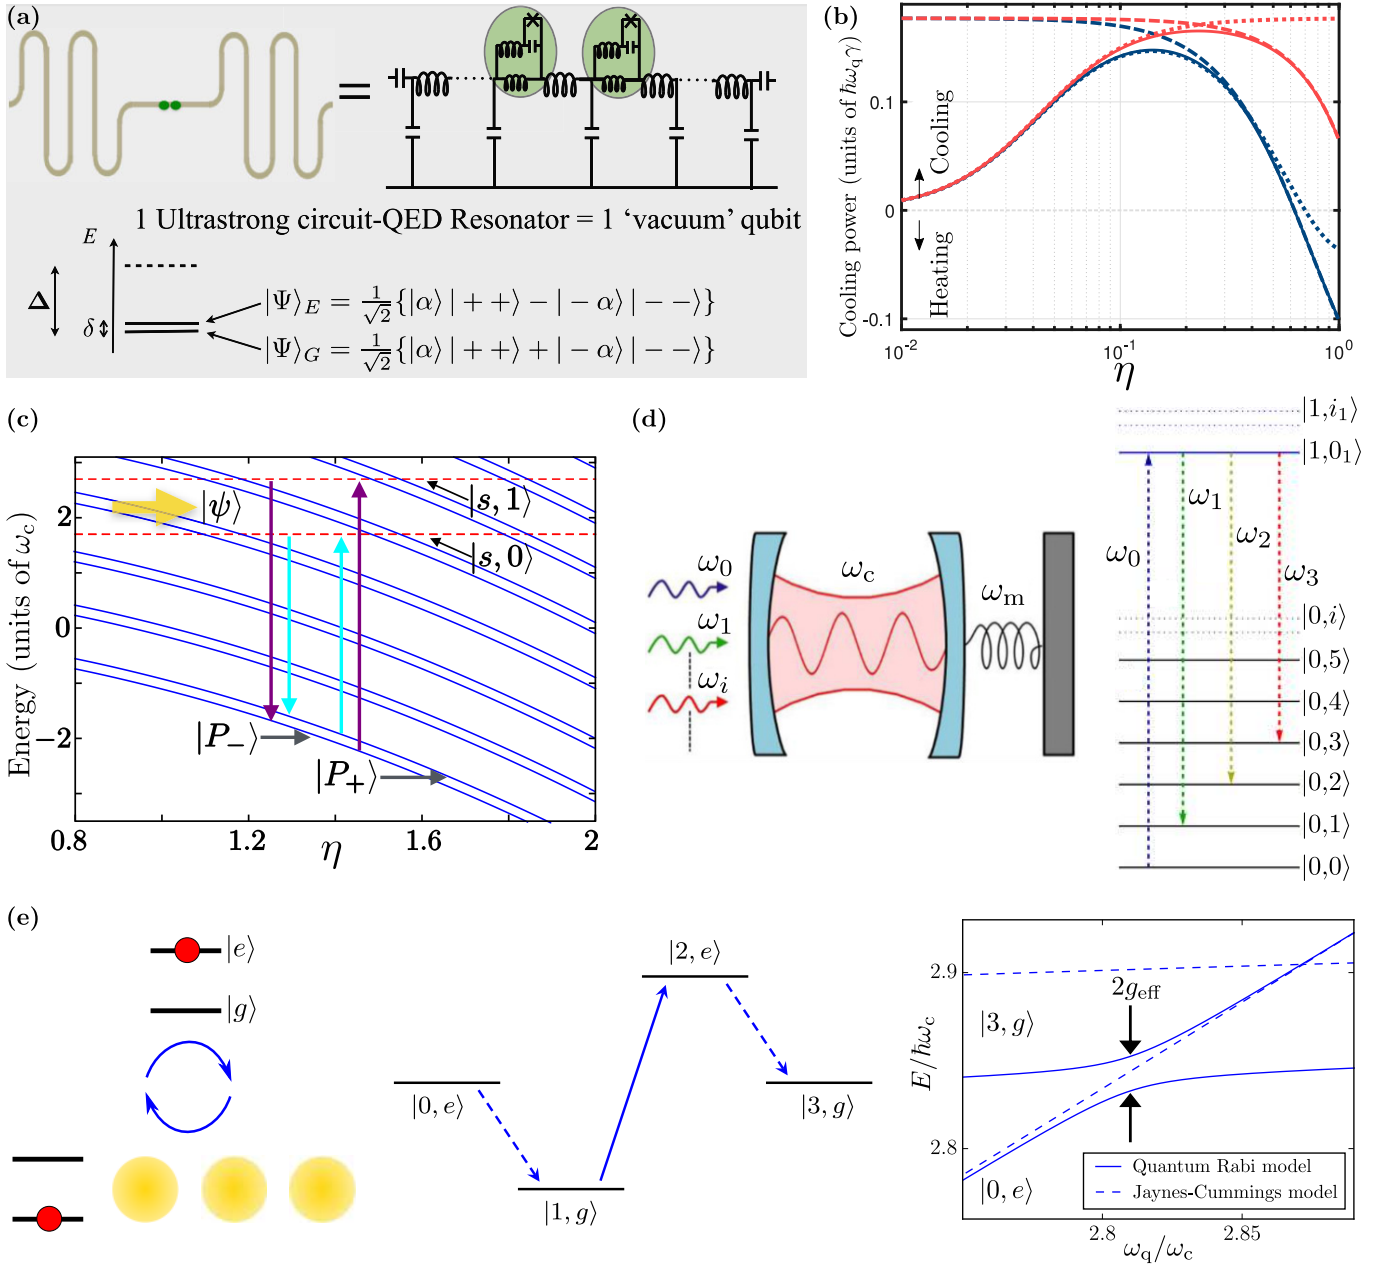 (a)
=
1 Ultrastrong circuit-QED Resonator = 1 ‘vacuum’ qubit
E
Δ
δ
|Ψ⟩_E = 1/√2 {|α⟩| + +⟩ − | − α⟩| − −⟩}
|Ψ⟩_G = 1/√2 {|α⟩| + +⟩ + | − α⟩| − −⟩}
(b)
Cooling power (units of ħω_qγ)
0.1
0
-0.1
Cooling
Heating
10^-2
10^-1
10^0
η
(c)
Energy (units of ω_c)
2
0
−2
|ψ⟩
|s, 1⟩
|s, 0⟩
|P_−⟩
|P_+⟩
0.8
1.2
1.6
2
η
(d)
ω_0
ω_1
ω_i
ω_c
ω_m
|1,i_1⟩
|1,0_1⟩
ω_0
ω_1
ω_2
ω_3
|0,i⟩
|0,5⟩
|0,4⟩
|0,3⟩
|0,2⟩
|0,1⟩
|0,0⟩
(e)
|e⟩
|g⟩
|0, e⟩
|1, g⟩
|2, e⟩
|3, g⟩
E/ħω_c
2.9
2.8
2g_eff
|3, g⟩
|0, e⟩
Quantum Rabi model
Jaynes-Cummings model
2.8
2.85
ω_q/ω_c